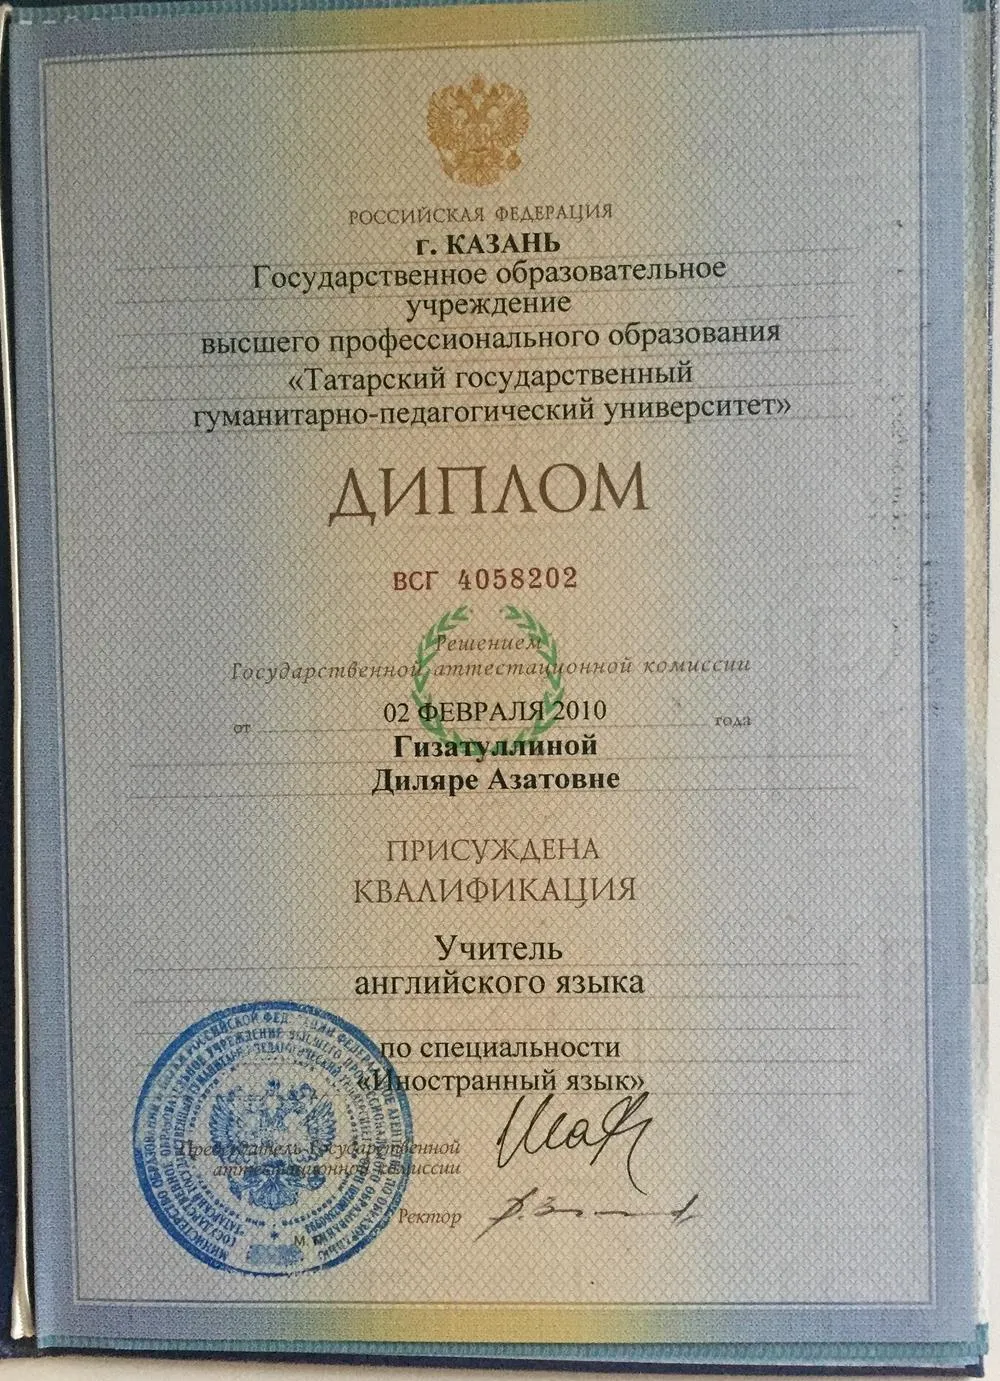 РОССИЙСКАЯ ФЕДЕРАЦИЯ
г. КАЗАНЬ
Государственное образовательное
учреждение
высшего профессионального образования
«Татарский государственный
гуманитарно-педагогический университет»
ДИПЛОМ
ВСГ 4058202
Решением
Государственной аттестационной комиссии
от 02 ФЕВРАЛЯ 2010 года
Гизатуллиной
Диляре Азатовне
ПРИСУЖДЕНА
КВАЛИФИКАЦИЯ
Учитель
английского языка
по специальности
«Иностранный язык»
Председатель Государственной
аттестационной комиссии
Ректор
М.